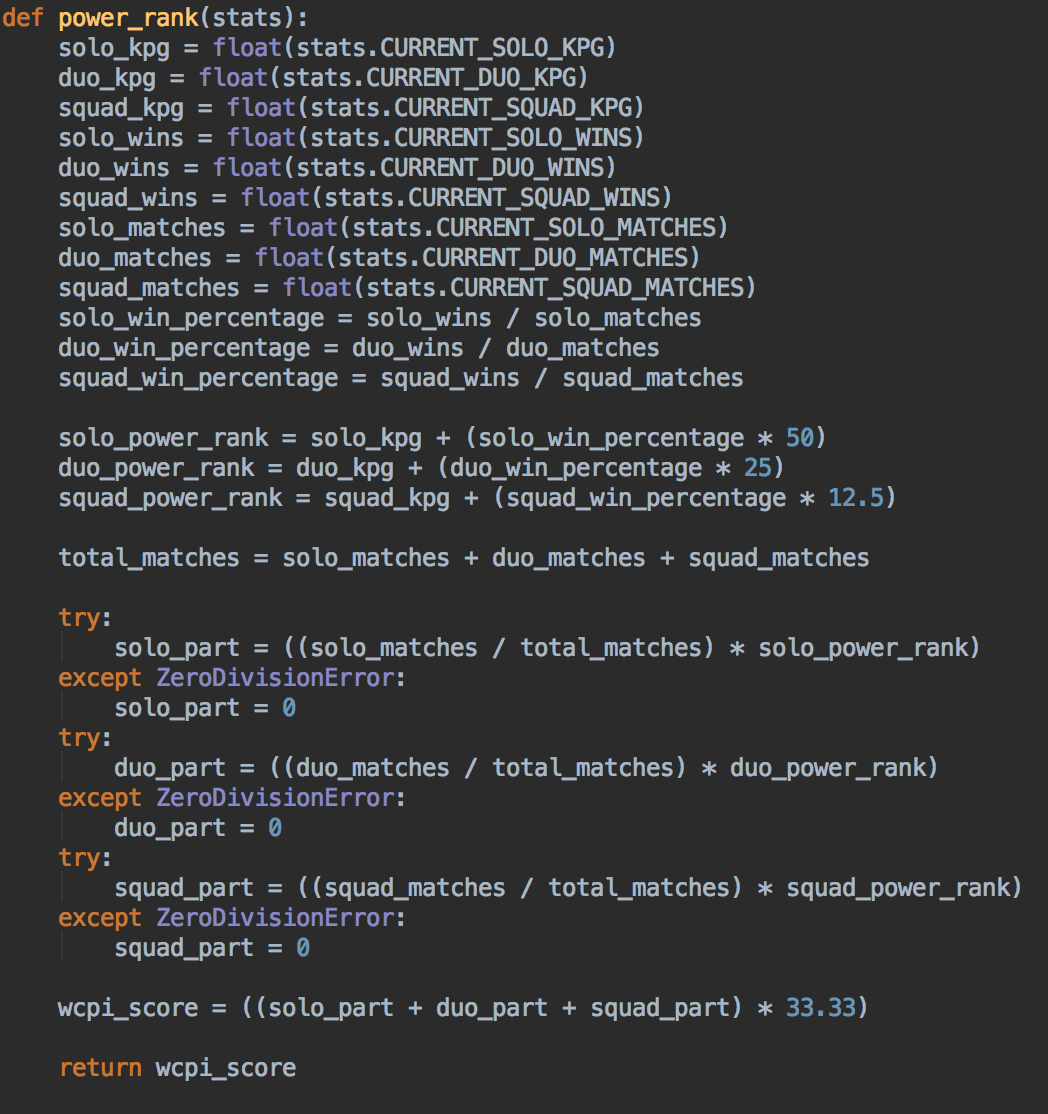 def power_rank(stats):
    solo_kpg = float(stats.CURRENT_SOLO_KPG)
    duo_kpg = float(stats.CURRENT_DUO_KPG)
    squad_kpg = float(stats.CURRENT_SQUAD_KPG)
    solo_wins = float(stats.CURRENT_SOLO_WINS)
    duo_wins = float(stats.CURRENT_DUO_WINS)
    squad_wins = float(stats.CURRENT_SQUAD_WINS)
    solo_matches = float(stats.CURRENT_SOLO_MATCHES)
    duo_matches = float(stats.CURRENT_DUO_MATCHES)
    squad_matches = float(stats.CURRENT_SQUAD_MATCHES)
    solo_win_percentage = solo_wins / solo_matches
    duo_win_percentage = duo_wins / duo_matches
    squad_win_percentage = squad_wins / squad_matches

    solo_power_rank = solo_kpg + (solo_win_percentage * 50)
    duo_power_rank = duo_kpg + (duo_win_percentage * 25)
    squad_power_rank = squad_kpg + (squad_win_percentage * 12.5)

    total_matches = solo_matches + duo_matches + squad_matches

    try:
        solo_part = ((solo_matches / total_matches) * solo_power_rank)
    except ZeroDivisionError:
        solo_part = 0
    try:
        duo_part = ((duo_matches / total_matches) * duo_power_rank)
    except ZeroDivisionError:
        duo_part = 0
    try:
        squad_part = ((squad_matches / total_matches) * squad_power_rank)
    except ZeroDivisionError:
        squad_part = 0

    wcpi_score = ((solo_part + duo_part + squad_part) * 33.33)

    return wcpi_score